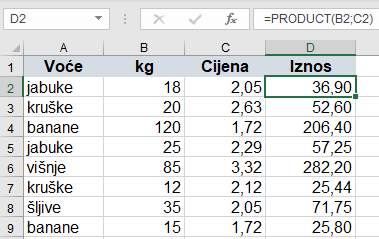 D2 =PRODUCT(B2;C2)
A B C D
1 Voće kg Cijena Iznos
2 jabuke 18 2,05 36,90
3 kruške 20 2,63 52,60
4 banane 120 1,72 206,40
5 jabuke 25 2,29 57,25
6 višnje 85 3,32 282,20
7 kruške 12 2,12 25,44
8 šljive 35 2,05 71,75
9 banane 15 1,72 25,80